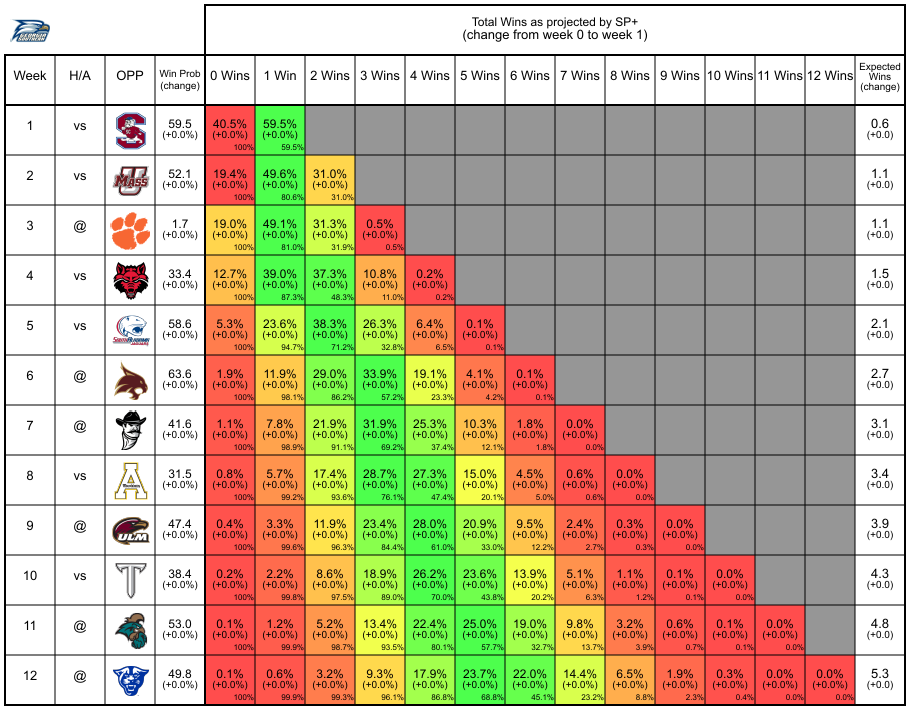 GEORGIA SOUTHERN
Total Wins as projected by SP+
(change from week 0 to week 1)
Week H/A OPP Win Prob (change) 0 Wins 1 Win 2 Wins 3 Wins 4 Wins 5 Wins 6 Wins 7 Wins 8 Wins 9 Wins 10 Wins 11 Wins 12 Wins Expected Wins (change)
1 vs S 59.5 40.5% 59.5% 0.6
(+0.0%) (+0.0%) (+0.0%) (+0.0)
100% 59.5%
2 vs U MASS 52.1 19.4% 49.6% 31.0% 1.1
(+0.0%) (+0.0%) (+0.0%) (+0.0%) (+0.0)
100% 80.6% 31.0%
3 @ 1.7 19.0% 49.1% 31.3% 0.5% 1.1
(+0.0%) (+0.0%) (+0.0%) (+0.0%) (+0.0%) (+0.0)
100% 81.0% 31.9% 0.5%
4 vs 33.4 12.7% 39.0% 37.3% 10.8% 0.2% 1.5
(+0.0%) (+0.0%) (+0.0%) (+0.0%) (+0.0%) (+0.0%) (+0.0)
100% 87.3% 48.3% 11.0% 0.2%
5 vs SOUTH ALABAMA 58.6 5.3% 23.6% 38.3% 26.3% 6.4% 0.1% 2.1
(+0.0%) (+0.0%) (+0.0%) (+0.0%) (+0.0%) (+0.0%) (+0.0%) (+0.0)
100% 94.7% 71.2% 32.8% 6.5% 0.1%
6 @ 63.6 1.9% 11.9% 29.0% 33.9% 19.1% 4.1% 0.1% 2.7
(+0.0%) (+0.0%) (+0.0%) (+0.0%) (+0.0%) (+0.0%) (+0.0%) (+0.0%) (+0.0)
100% 98.1% 86.2% 57.2% 23.3% 4.2% 0.1%
7 @ 41.6 1.1% 7.8% 21.9% 31.9% 25.3% 10.3% 1.8% 0.0% 3.1
(+0.0%) (+0.0%) (+0.0%) (+0.0%) (+0.0%) (+0.0%) (+0.0%) (+0.0%) (+0.0%) (+0.0)
100% 98.9% 91.1% 69.2% 37.4% 12.1% 1.8% 0.0%
8 vs A 31.5 0.8% 5.7% 17.4% 28.7% 27.3% 15.0% 4.5% 0.6% 0.0% 3.4
(+0.0%) (+0.0%) (+0.0%) (+0.0%) (+0.0%) (+0.0%) (+0.0%) (+0.0%) (+0.0%) (+0.0%) (+0.0)
100% 99.2% 93.6% 76.1% 47.4% 20.1% 5.0% 0.6% 0.0%
9 @ ULM 47.4 0.4% 3.3% 11.9% 23.4% 28.0% 20.9% 9.5% 2.4% 0.3% 0.0% 3.9
(+0.0%) (+0.0%) (+0.0%) (+0.0%) (+0.0%) (+0.0%) (+0.0%) (+0.0%) (+0.0%) (+0.0%) (+0.0%) (+0.0)
100% 99.6% 96.3% 84.4% 61.0% 33.0% 12.2% 2.7% 0.3% 0.0%
10 vs T 38.4 0.2% 2.2% 8.6% 18.9% 26.2% 23.6% 13.9% 5.1% 1.1% 0.1% 0.0% 4.3
(+0.0%) (+0.0%) (+0.0%) (+0.0%) (+0.0%) (+0.0%) (+0.0%) (+0.0%) (+0.0%) (+0.0%) (+0.0%) (+0.0%) (+0.0)
100% 99.8% 97.5% 89.0% 70.0% 43.8% 20.2% 6.3% 1.2% 0.1% 0.0%
11 @ 53.0 0.1% 1.2% 5.2% 13.4% 22.4% 25.0% 19.0% 9.8% 3.2% 0.6% 0.1% 0.0% 4.8
(+0.0%) (+0.0%) (+0.0%) (+0.0%) (+0.0%) (+0.0%) (+0.0%) (+0.0%) (+0.0%) (+0.0%) (+0.0%) (+0.0%) (+0.0%) (+0.0)
100% 99.9% 98.7% 93.5% 80.1% 57.7% 32.7% 13.7% 3.9% 0.7% 0.1% 0.0%
12 @ 49.8 0.1% 0.6% 3.2% 9.3% 17.9% 23.7% 22.0% 14.4% 6.5% 1.9% 0.3% 0.0% 0.0% 5.3
(+0.0%) (+0.0%) (+0.0%) (+0.0%) (+0.0%) (+0.0%) (+0.0%) (+0.0%) (+0.0%) (+0.0%) (+0.0%) (+0.0%) (+0.0%) (+0.0%) (+0.0)
100% 99.9% 99.3% 96.1% 86.8% 68.8% 45.1% 23.2% 8.8% 2.3% 0.4% 0.0% 0.0%